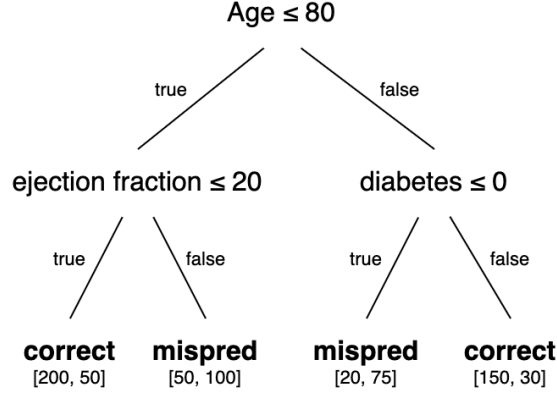 Age ≤ 80
true
false
ejection fraction ≤ 20
diabetes ≤ 0
true
false
true
false
correct
mispred
mispred
correct
[200, 50]
[50, 100]
[20, 75]
[150, 30]